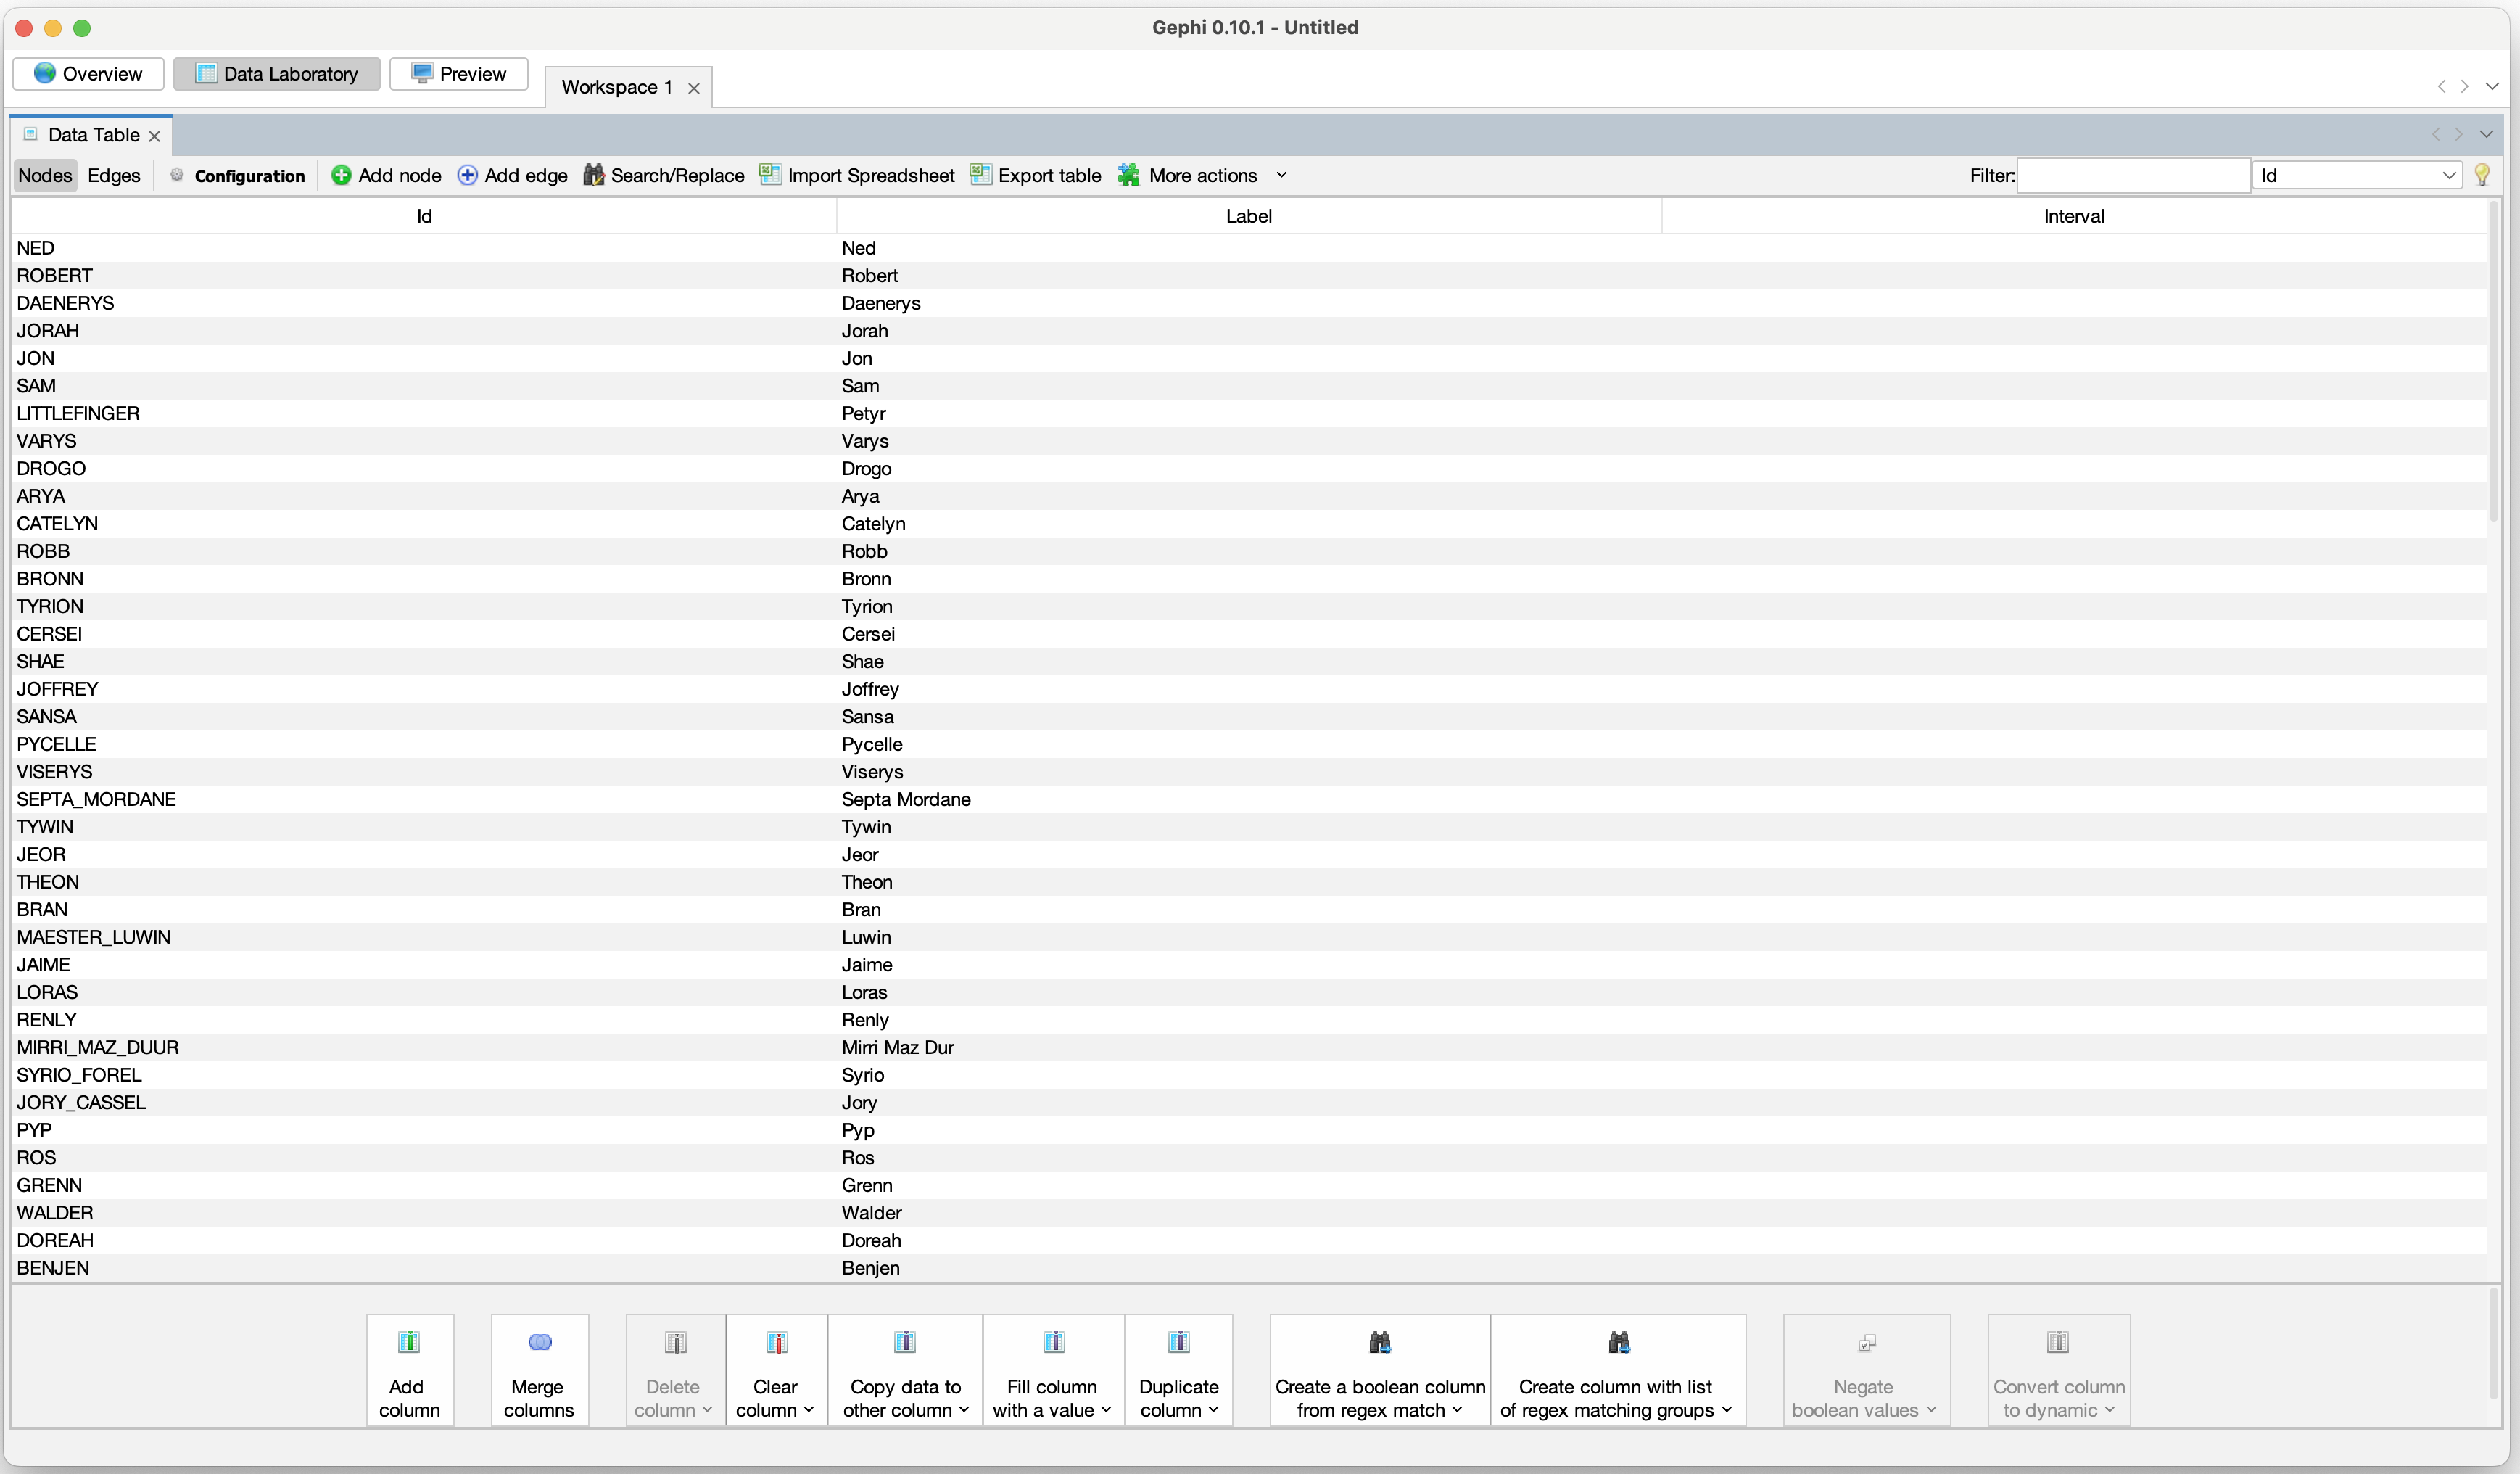 Gephi 0.10.1 - Untitled
Overview Data Laboratory Preview Workspace 1
Data Table
Nodes Edges Configuration Add node Add edge Search/Replace Import Spreadsheet Export table More actions Filter: Id
Id Label Interval
NED Ned
ROBERT Robert
DAENERYS Daenerys
JORAH Jorah
JON Jon
SAM Sam
LITTLEFINGER Petyr
VARYS Varys
DROGO Drogo
ARYA Arya
CATELYN Catelyn
ROBB Robb
BRONN Bronn
TYRION Tyrion
CERSEI Cersei
SHAE Shae
JOFFREY Joffrey
SANSA Sansa
PYCELLE Pycelle
VISERYS Viserys
SEPTA_MORDANE Septa Mordane
TYWIN Tywin
JEOR Jeor
THEON Theon
BRAN Bran
MAESTER_LUWIN Luwin
JAIME Jaime
LORAS Loras
RENLY Renly
MIRRI_MAZ_DUUR Mirri Maz Dur
SYRIO_FOREL Syrio
JORY_CASSEL Jory
PYP Pyp
ROS Ros
GRENN Grenn
WALDER Walder
DOREAH Doreah
BENJEN Benjen
Add column
Merge columns
Delete column
Clear column
Copy data to other column
Fill column with a value
Duplicate column
Create a boolean column from regex match
Create column with list of regex matching groups
Negate boolean values
Convert column to dynamic